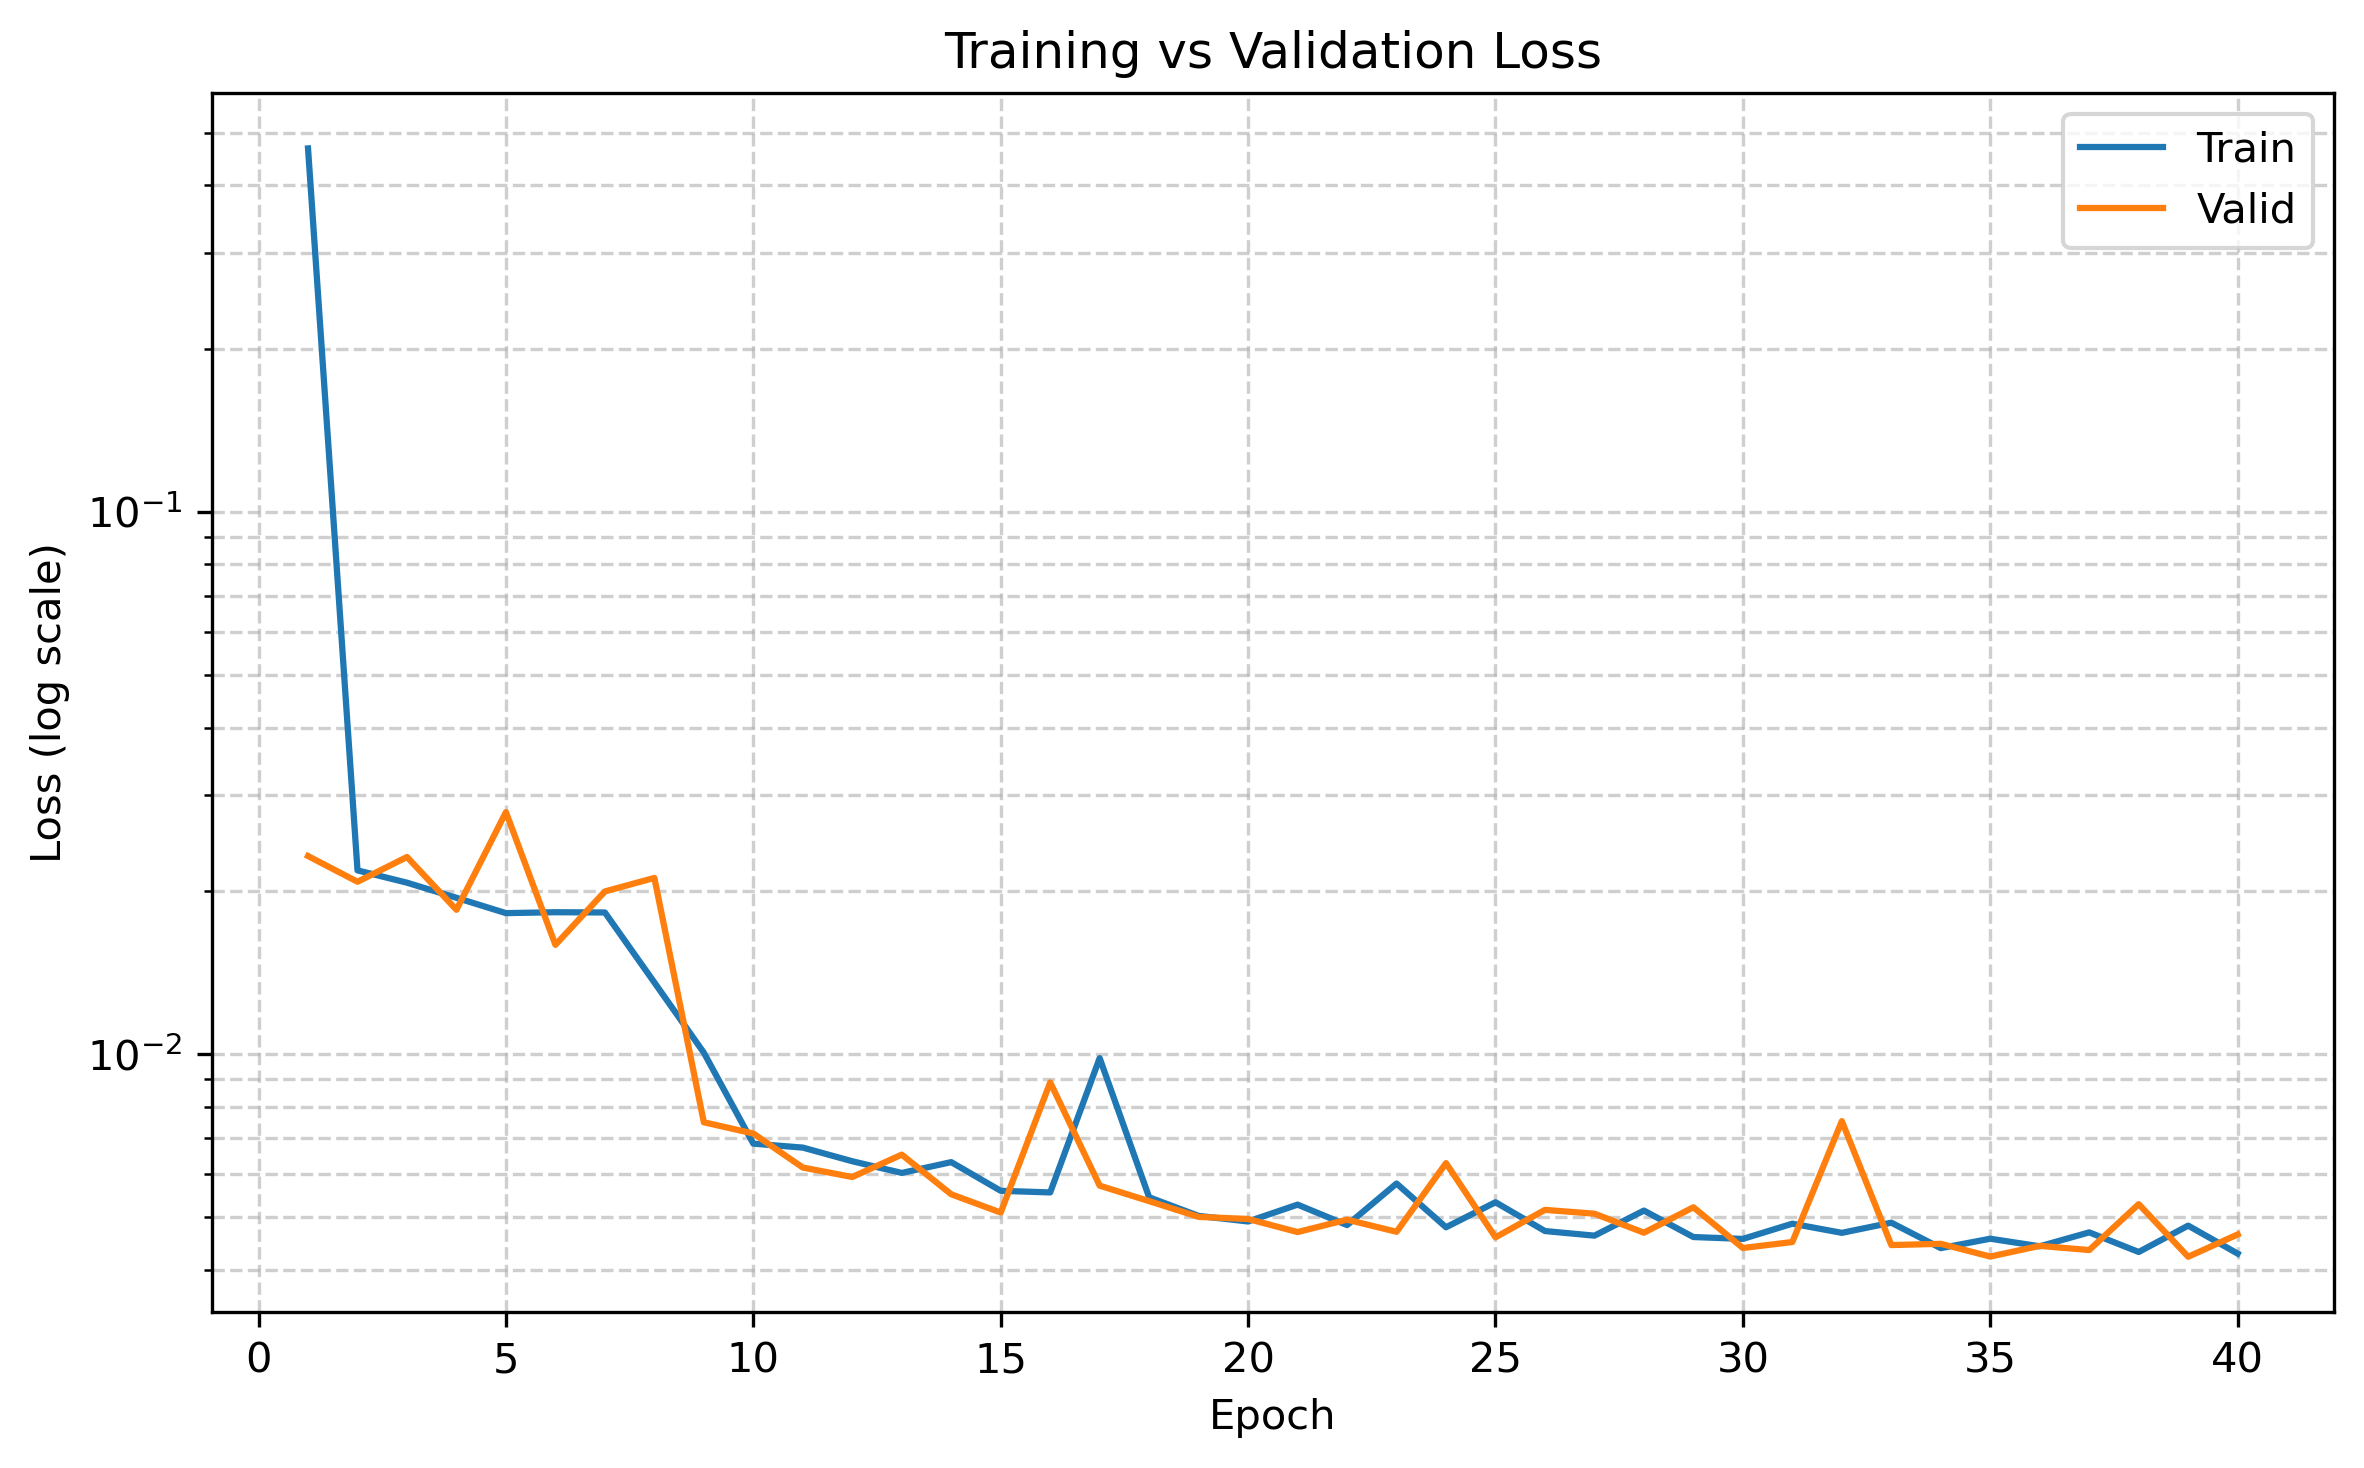 Training vs Validation Loss
Train
Valid
Loss (log scale)
10⁻¹
10⁻²
0 5 10 15 20 25 30 35 40
Epoch